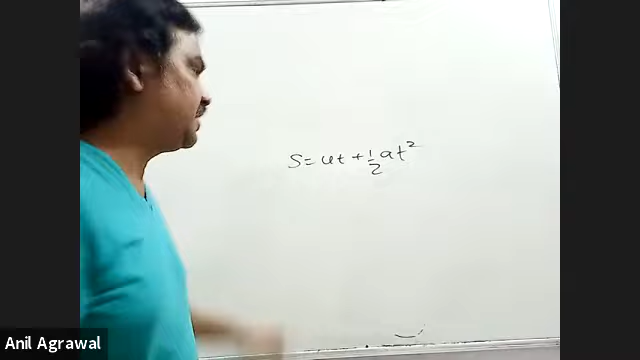 S = ut + 1/2 at²
Anil Agrawal